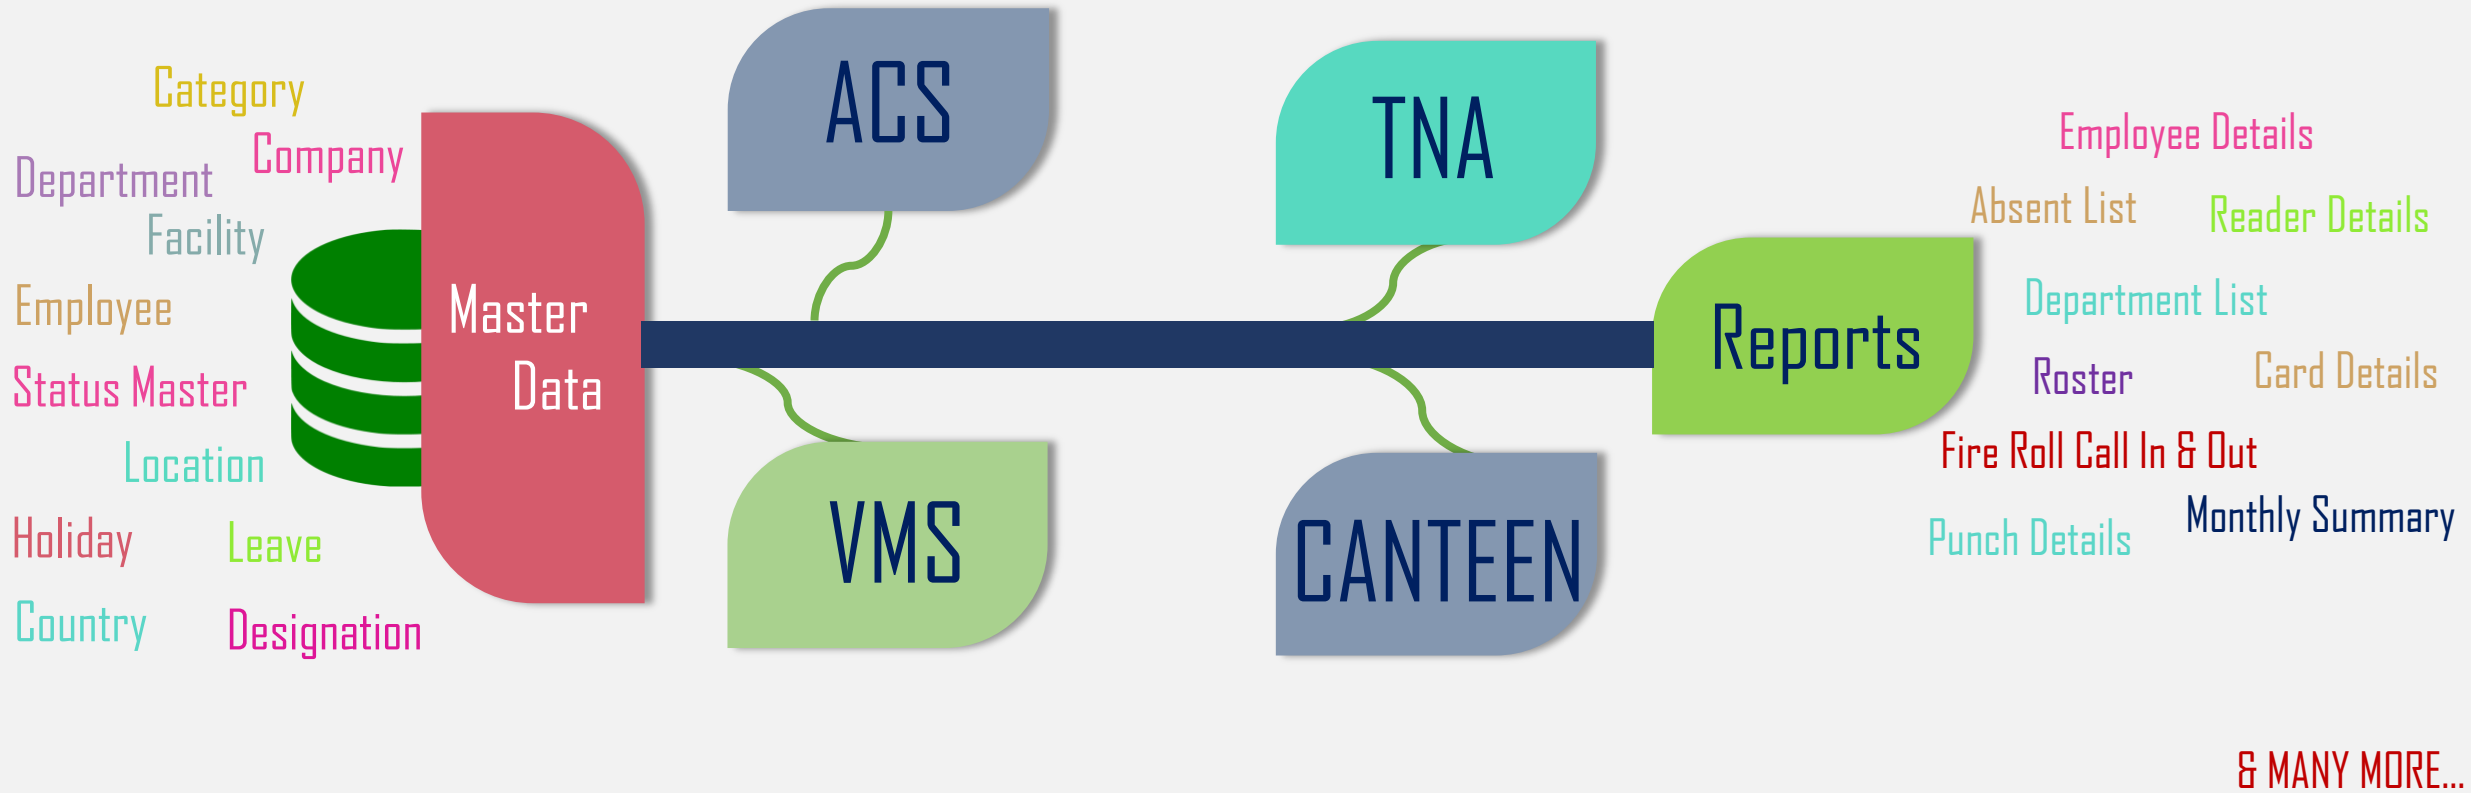 Category
Company
Department
Facility
Employee
Status Master
Location
Holiday
Leave
Country
Designation
Master
Data
ACS
TNA
VMS
CANTEEN
Reports
Employee Details
Absent List
Reader Details
Department List
Roster
Card Details
Fire Roll Call In & Out
Monthly Summary
Punch Details
& MANY MORE...